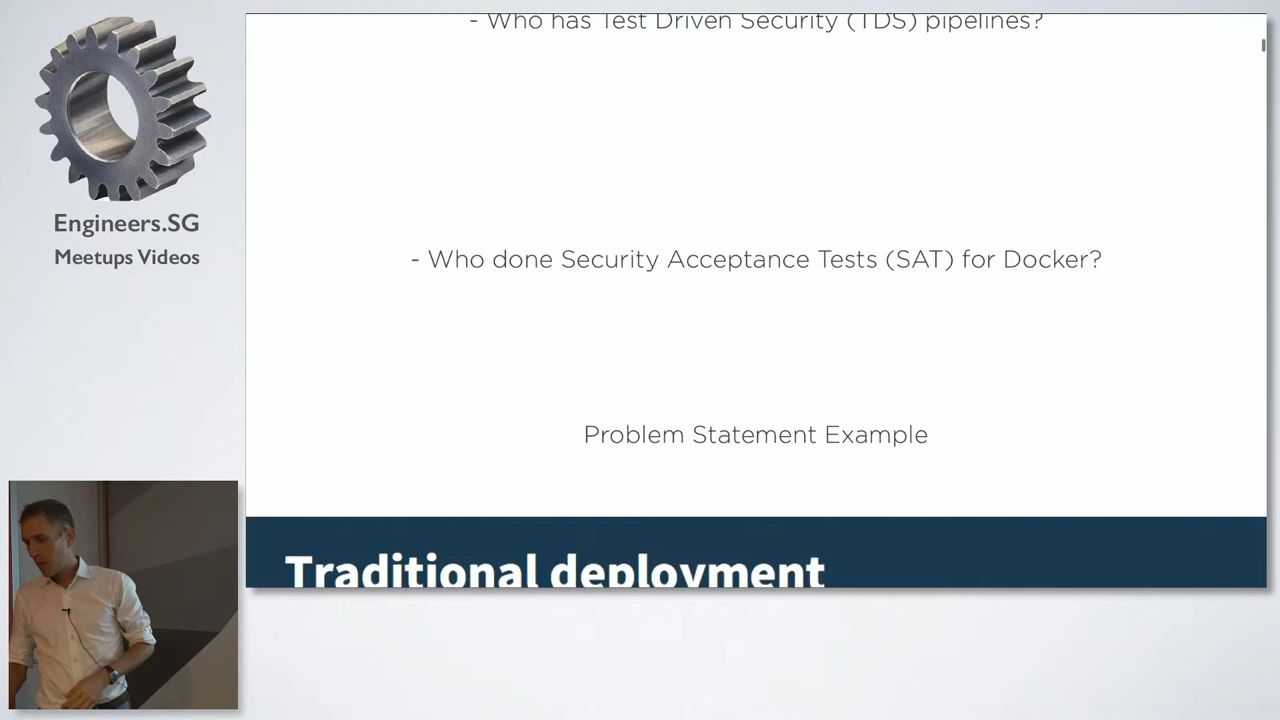 - Who has Test Driven Security (TDS) pipelines?
Engineers.SG
Meetups Videos
- Who done Security Acceptance Tests (SAT) for Docker?
Problem Statement Example
Traditional deployment